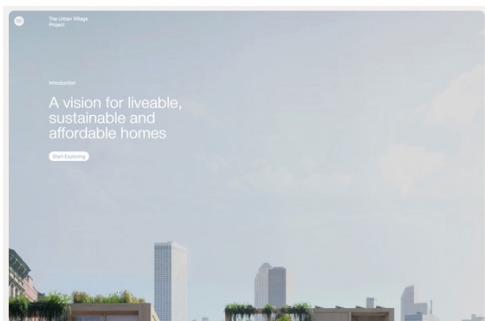 The Urban Village
Project
Introduction
A vision for liveable,
sustainable and
affordable homes
Start Exploring